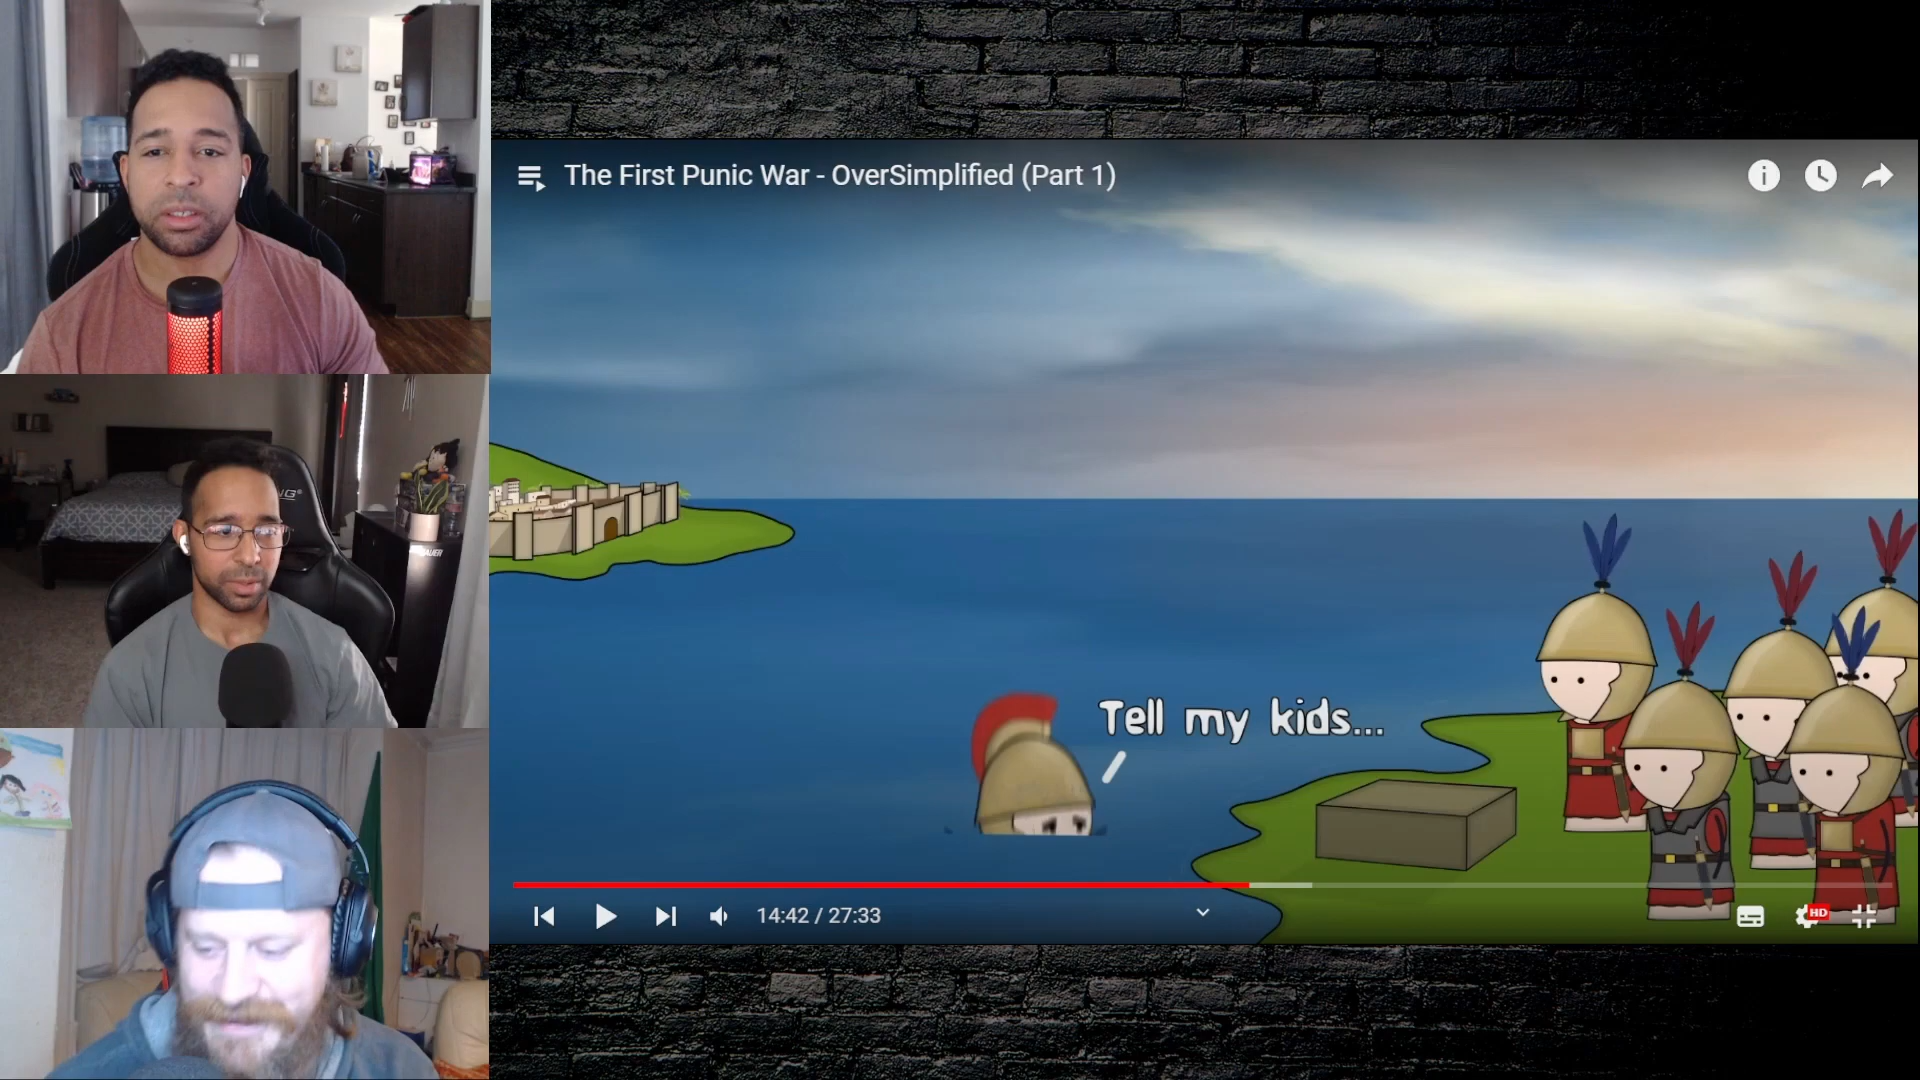 The First Punic War - OverSimplified (Part 1)
Tell my kids...
14:42 / 27:33
HD